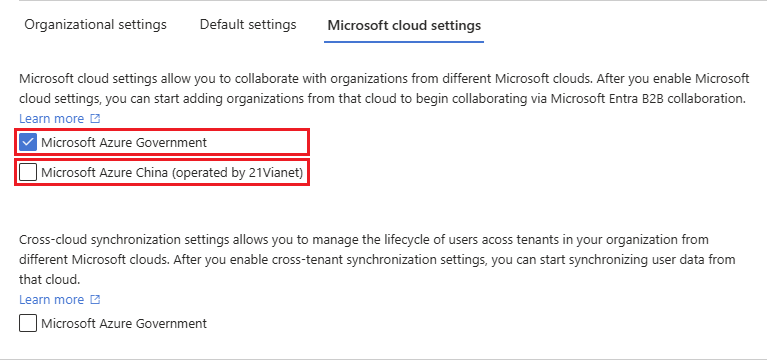 Organizational settings Default settings Microsoft cloud settings
Microsoft cloud settings allow you to collaborate with organizations from different Microsoft clouds. After you enable Microsoft
cloud settings, you can start adding organizations from that cloud to begin collaborating via Microsoft Entra B2B collaboration.
Learn more
Microsoft Azure Government
Microsoft Azure China (operated by 21Vianet)
Cross-cloud synchronization settings allows you to manage the lifecycle of users acoss tenants in your organization from
different Microsoft clouds. After you enable cross-tenant synchronization settings, you can start synchronizing user data from
that cloud.
Learn more
Microsoft Azure Government